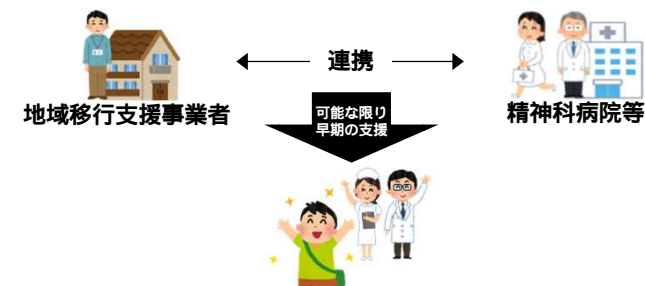 連携
地域移行支援事業者
精神科病院等
可能な限り
早期の支援